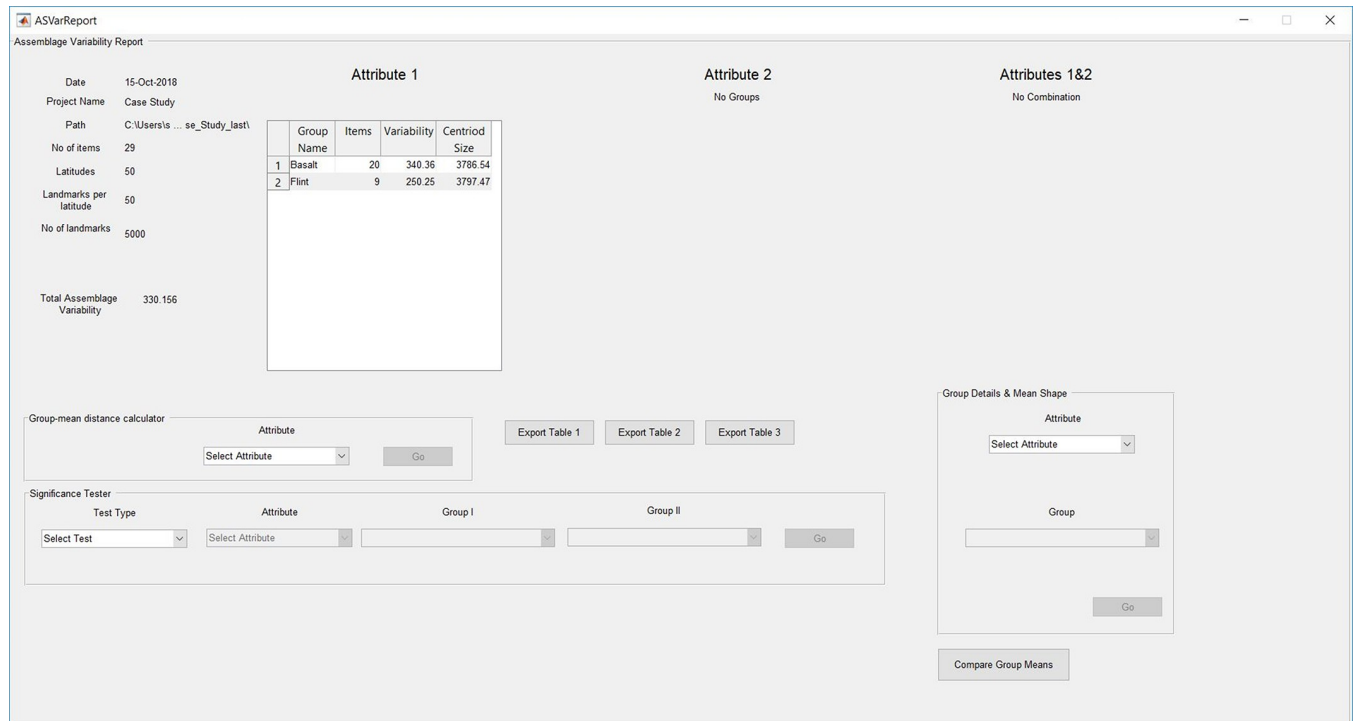 ASVarReport
Assemblage Variability Report
Date 15-Oct-2018
Project Name Case Study
Path C:\Users\s ... se_Study_last\
No of items 29
Latitudes 50
Landmarks per
latitude 50
No of landmarks 5000
Total Assemblage
Variability 330.156
Attribute 1
Group
Name Items Variability Centriod
Size
1 Basalt 20 340.36 3786.54
2 Flint 9 250.25 3797.47
Attribute 2
No Groups
Attributes 1&2
No Combination
Group-mean distance calculator
Attribute
Select Attribute Go
Export Table 1 Export Table 2 Export Table 3
Significance Tester
Test Type Attribute Group I Group II
Select Test Select Attribute Go
Group Details & Mean Shape
Attribute
Select Attribute
Group
Go
Compare Group Means